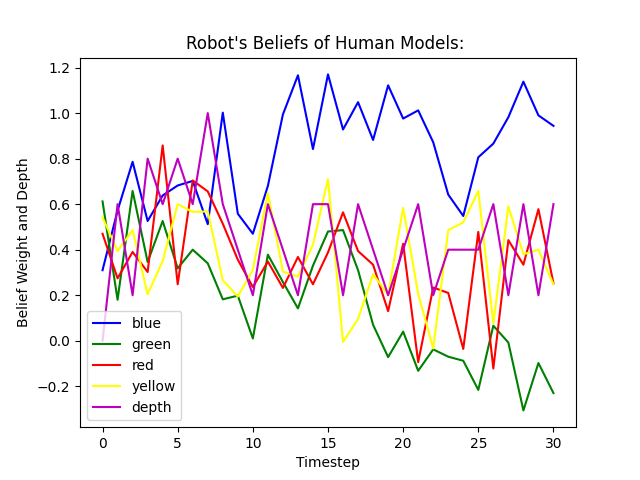 Robot's Beliefs of Human Models:
Belief Weight and Depth
1.2
1.0
0.8
0.6
0.4
0.2
0.0
−0.2
blue
green
red
yellow
depth
0 5 10 15 20 25 30
Timestep